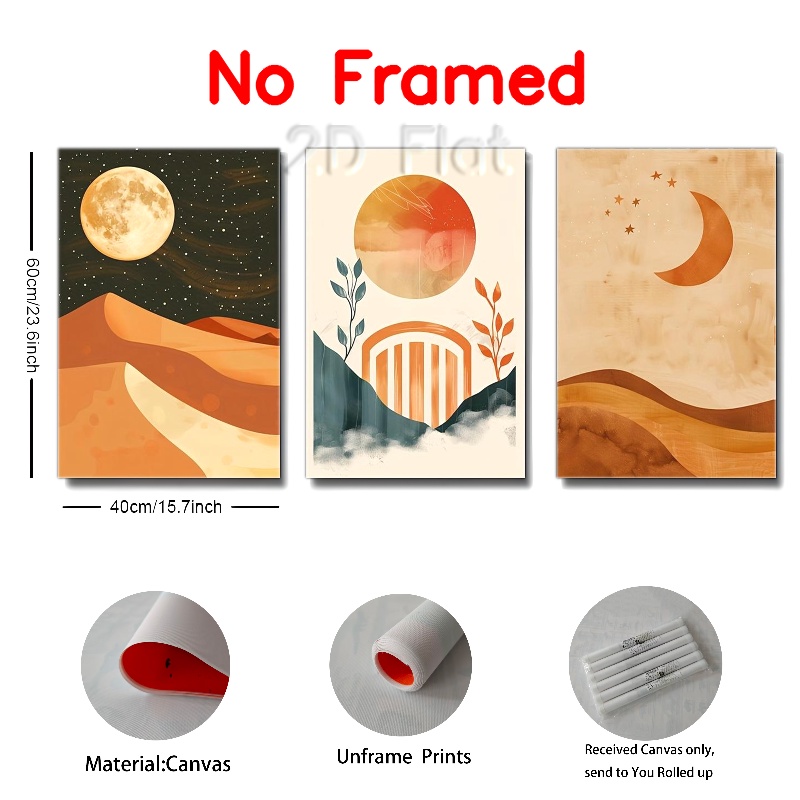 No Framed
2D Flat
60cm/23.6inch
40cm/15.7inch
Material:Canvas
Unframe Prints
Received Canvas only,
send to You Rolled up